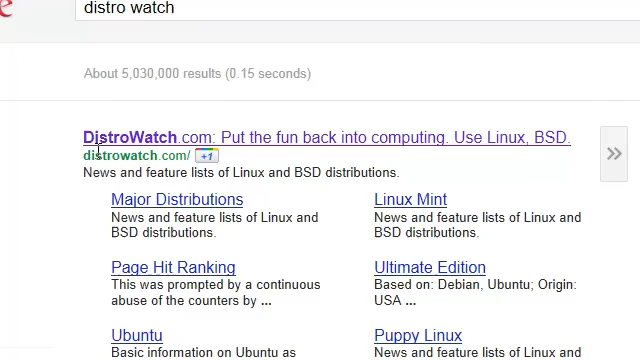 distro watch
About 5,030,000 results (0.15 seconds)
DistroWatch.com: Put the fun back into computing. Use Linux, BSD.
distrowatch.com/ +1
News and feature lists of Linux and BSD distributions.
Major Distributions
News and feature lists of Linux and
BSD distributions.
Linux Mint
News and feature lists of Linux and
BSD distributions.
Page Hit Ranking
This was prompted by a continuous
abuse of the counters by ...
Ultimate Edition
Based on: Debian, Ubuntu; Origin:
USA ...
Ubuntu
Basic information on Ubuntu as
Puppy Linux
News and feature lists of Linux and